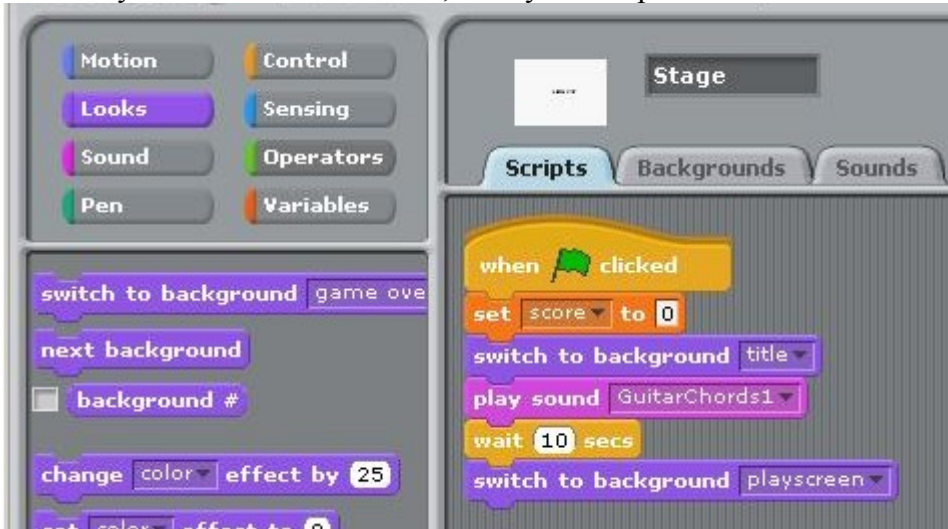 Motion Control
Looks Sensing
Sound Operators
Pen Variables
switch to background game ove
next background
background #
change color effect by 25
Stage
Scripts Backgrounds Sounds
when clicked
set score to 0
switch to background title
play sound GuitarChords1
wait 10 secs
switch to background playscreen